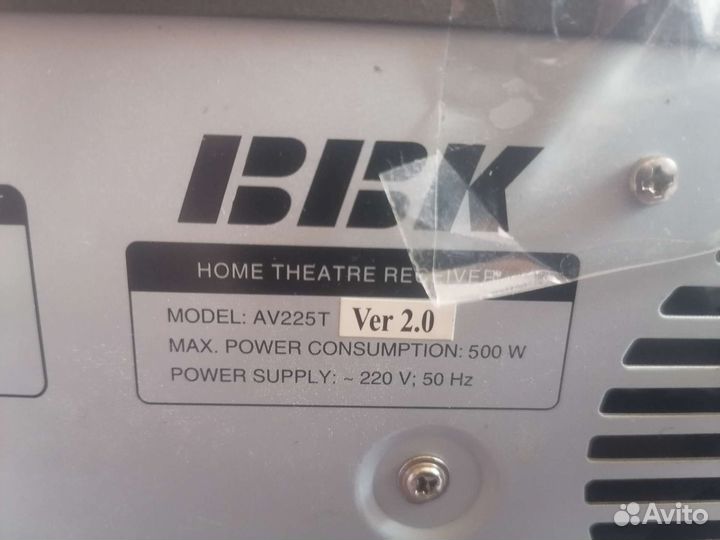 BBK
HOME THEATRE RECEIVER
MODEL: AV225T Ver 2.0
MAX. POWER CONSUMPTION: 500 W
POWER SUPPLY: ~ 220 V; 50 Hz
Avito